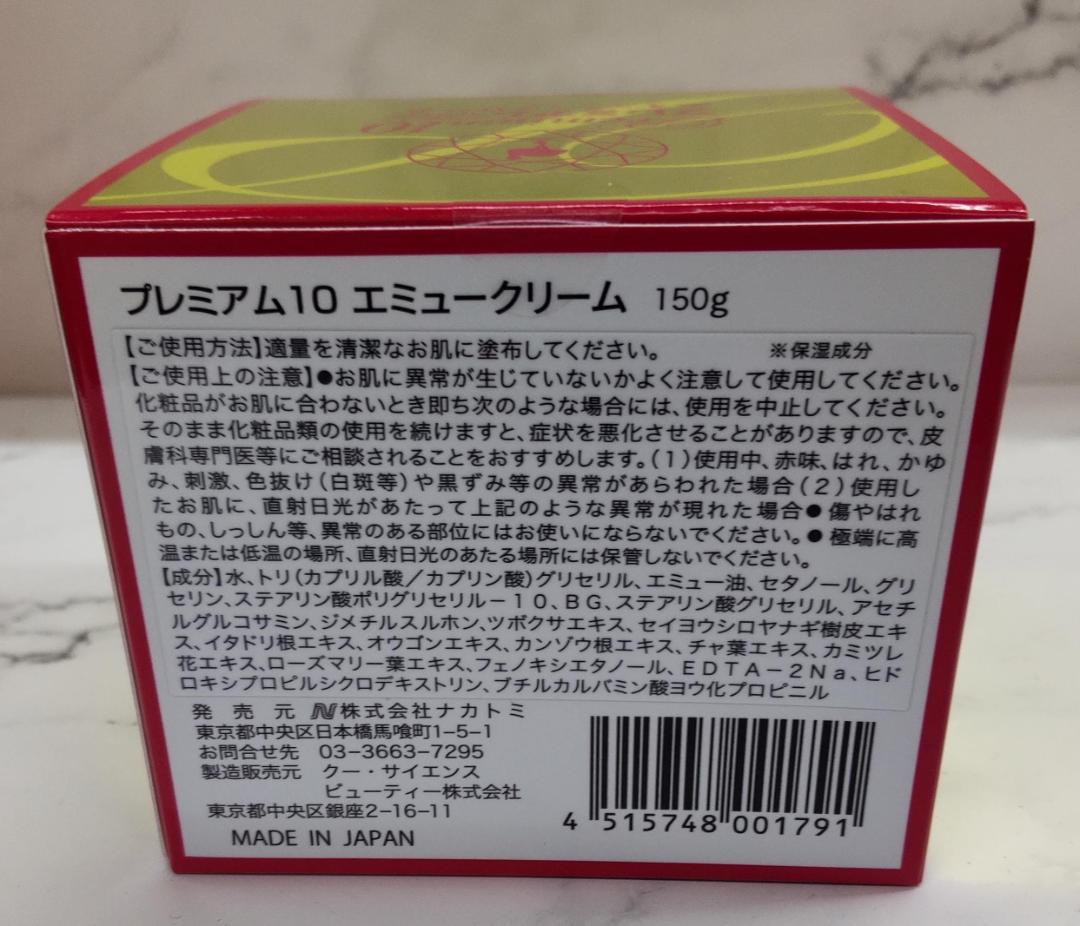 プレミアム10 エミュークリーム 150g
【ご使用方法】適量を清潔なお肌に塗布してください。 ※保湿成分
【ご使用上の注意】●お肌に異常が生じていないかよく注意して使用してください。
化粧品がお肌に合わないとき即ち次のような場合には、使用を中止してください。
そのまま化粧品類の使用を続けますと、症状を悪化させることがありますので、皮
膚科専門医等にご相談されることをおすすめします。(1)使用中、赤味、はれ、かゆ
み、刺激、色抜け(白斑等)や黒ずみ等の異常があらわれた場合(2)使用し
たお肌に、直射日光があたって上記のような異常が現れた場合●傷やはれ
もの、しっしん等、異常のある部位にはお使いにならないでください。●極端に高
温または低温の場所、直射日光のあたる場所には保管しないでください。
【成分】水、トリ(カプリル酸/カプリン酸)グリセリル、エミュー油、セタノール、グリ
セリン、ステアリン酸ポリグリセリル-10、BG、ステアリン酸グリセリル、アセチ
ルグルコサミン、ジメチルスルホン、ツボクサエキス、セイヨウシロヤナギ樹皮エキ
ス、イタドリ根エキス、オウゴンエキス、カンゾウ根エキス、チャ葉エキス、カミツレ
花エキス、ローズマリー葉エキス、フェノキシエタノール、EDTA-2Na、ヒド
ロキシプロピルシクロデキストリン、ブチルカルバミン酸ヨウ化プロピニル
発売元 N株式会社ナカトミ
東京都中央区日本橋馬喰町1-5-1
お問合せ先 03-3663-7295
製造販売元 クー・サイエンス
ビューティー株式会社
東京都中央区銀座2-16-11
MADE IN JAPAN
4 515748 001791